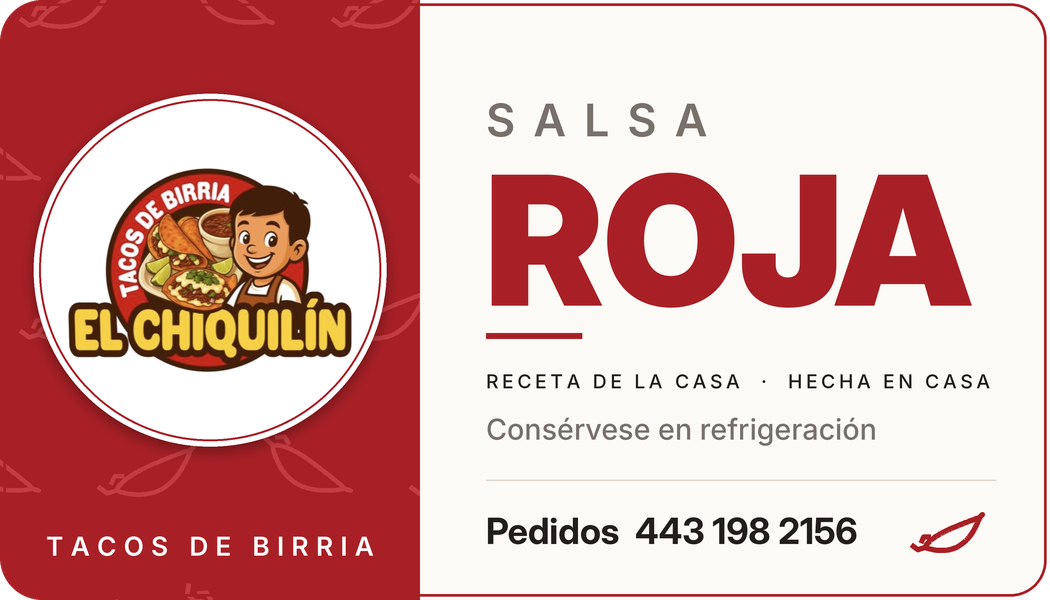 TACOS DE BIRRIA
EL CHIQUILÍN
TACOS DE BIRRIA
SALSA
ROJA
RECETA DE LA CASA · HECHA EN CASA
Consérvese en refrigeración
Pedidos 443 198 2156